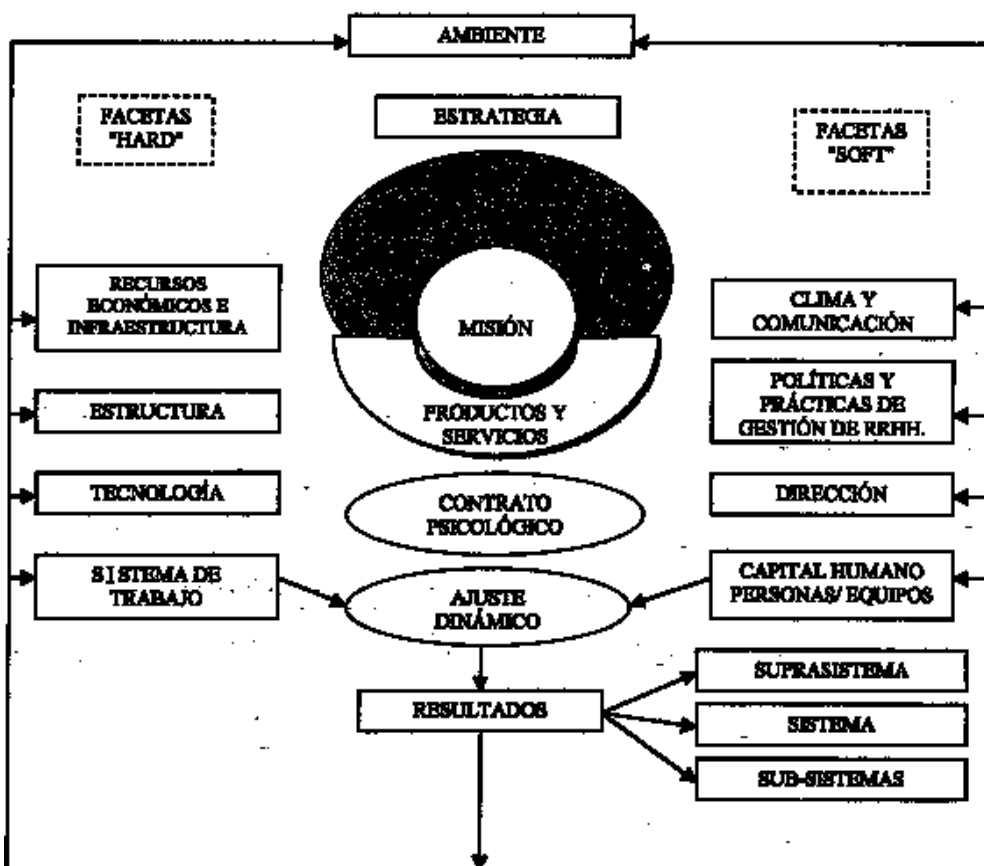 AMBIENTE
FACETAS
"HARD"
ESTRATEGIA
FACETAS
"SOFT"
RECURSOS
ECONÓMICOS E
INFRAESTRUCTURA
MISIÓN
CLIMA Y
COMUNICACIÓN
ESTRUCTURA
PRODUCTOS Y
SERVICIOS
POLÍTICAS Y
PRÁCTICAS DE
GESTIÓN DE RRHH.
TECNOLOGÍA
CONTRATO
PSICOLÓGICO
DIRECCIÓN
SISTEMA DE
TRABAJO
AJUSTE
DINÁMICO
CAPITAL HUMANO
PERSONAS/ EQUIPOS
RESULTADOS
SUPRASISTEMA
SISTEMA
SUB-SISTEMAS